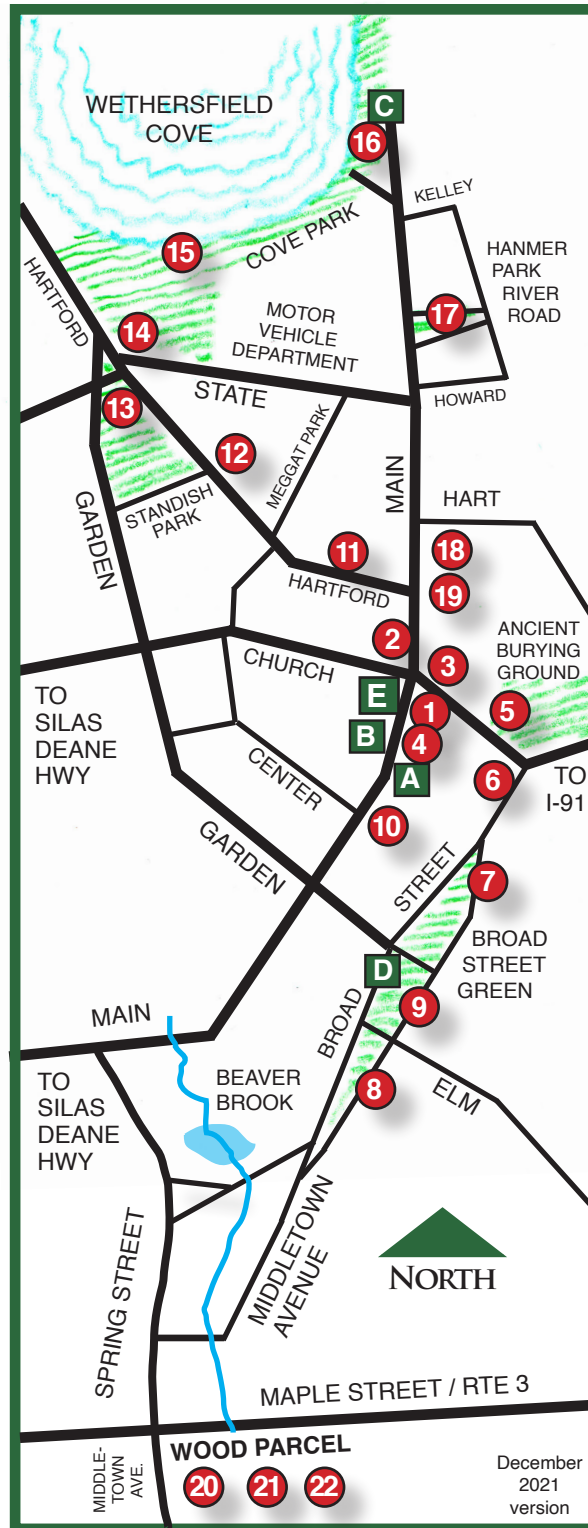 WETHERSFIELD
COVE
C
16
KELLEY
15
COVE PARK
HANMER
PARK
RIVER
ROAD
HARTFORD
17
14
MOTOR
VEHICLE
DEPARTMENT
STATE
HOWARD
13
12
MEGGAT PARK
MAIN
STANDISH
PARK
HART
GARDEN
11
18
HARTFORD
19
2
ANCIENT
BURYING
GROUND
CHURCH
3
E
1
5
TO
SILAS
DEANE
HWY
B
4
A
6
TO
I-91
CENTER
10
GARDEN
STREET
7
BROAD
STREET
GREEN
D
9
MAIN
BROAD
BEAVER
BROOK
8
ELM
TO
SILAS
DEANE
HWY
MIDDLETOWN
AVENUE
NORTH
SPRING STREET
MAPLE STREET / RTE 3
WOOD PARCEL
MIDDLE-
TOWN
AVE.
20 21 22
December
2021
version